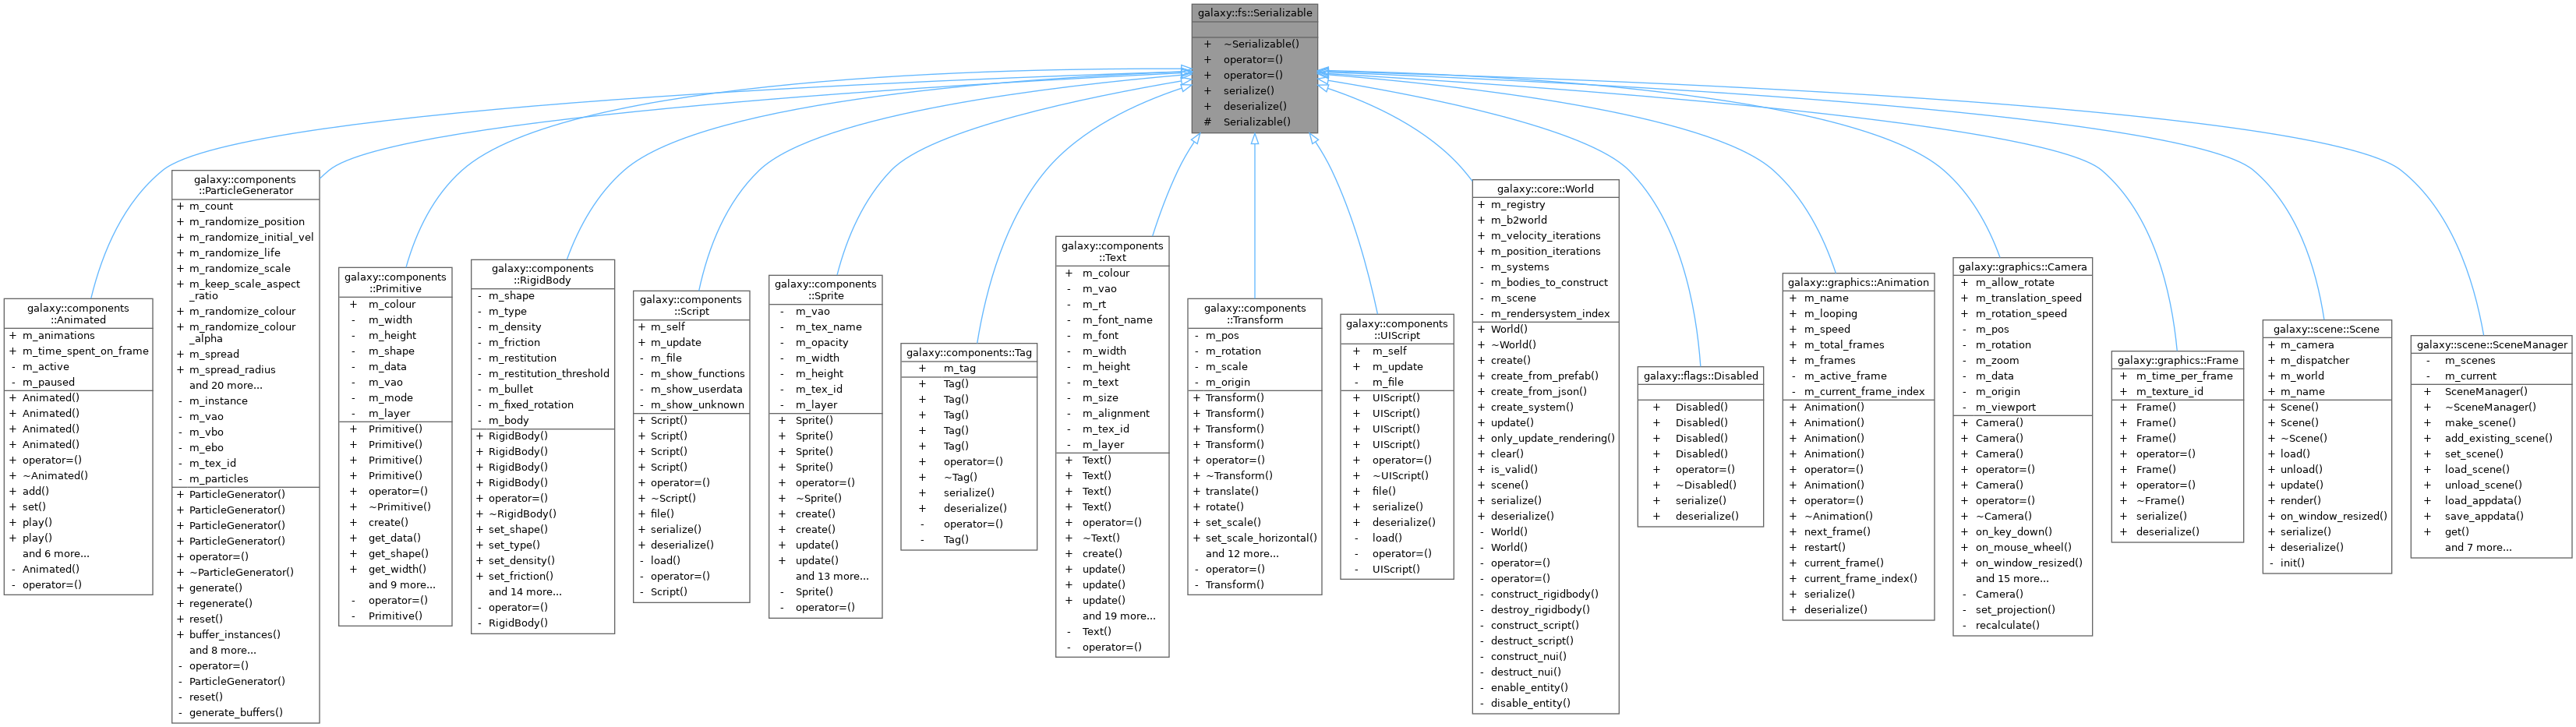 galaxy::fs::Serializable
+ ~Serializable()
+ operator=()
+ operator=()
+ serialize()
+ deserialize()
# Serializable()
galaxy::components
::Animated
+ m_animations
+ m_time_spent_on_frame
- m_active
- m_paused
+ Animated()
+ Animated()
+ Animated()
+ Animated()
+ operator=()
+ ~Animated()
+ add()
+ set()
+ play()
+ play()
and 6 more...
- Animated()
- operator=()
galaxy::components
::ParticleGenerator
+ m_count
+ m_randomize_position
+ m_randomize_initial_vel
+ m_randomize_life
+ m_randomize_scale
+ m_keep_scale_aspect
_ratio
+ m_randomize_colour
+ m_randomize_colour
_alpha
+ m_spread
+ m_spread_radius
and 20 more...
- m_instance
- m_vao
- m_vbo
- m_ebo
- m_tex_id
- m_particles
+ ParticleGenerator()
+ ParticleGenerator()
+ ParticleGenerator()
+ ParticleGenerator()
+ operator=()
+ ~ParticleGenerator()
+ generate()
+ regenerate()
+ reset()
+ buffer_instances()
and 8 more...
- operator=()
- ParticleGenerator()
- reset()
- generate_buffers()
galaxy::components
::Primitive
+ m_colour
- m_width
- m_height
- m_shape
- m_data
- m_vao
- m_mode
- m_layer
+ Primitive()
+ Primitive()
+ Primitive()
+ Primitive()
+ operator=()
+ ~Primitive()
+ create()
+ get_data()
+ get_shape()
+ get_width()
and 9 more...
- operator=()
- Primitive()
galaxy::components
::RigidBody
- m_shape
- m_type
- m_density
- m_friction
- m_restitution
- m_restitution_threshold
- m_bullet
- m_fixed_rotation
- m_body
+ RigidBody()
+ RigidBody()
+ RigidBody()
+ RigidBody()
+ operator=()
+ ~RigidBody()
+ set_shape()
+ set_type()
+ set_density()
+ set_friction()
and 14 more...
- operator=()
- RigidBody()
galaxy::components
::Script
+ m_self
+ m_update
- m_file
- m_show_functions
- m_show_userdata
- m_show_unknown
+ Script()
+ Script()
+ Script()
+ Script()
+ operator=()
+ ~Script()
+ file()
+ serialize()
+ deserialize()
- load()
- operator=()
- Script()
galaxy::components
::Sprite
- m_vao
- m_tex_name
- m_opacity
- m_width
- m_height
- m_tex_id
- m_layer
+ Sprite()
+ Sprite()
+ Sprite()
+ Sprite()
+ operator=()
+ ~Sprite()
+ create()
+ create()
+ update()
+ update()
and 13 more...
- Sprite()
- operator=()
galaxy::components::Tag
+ m_tag
+ Tag()
+ Tag()
+ Tag()
+ Tag()
+ Tag()
+ operator=()
+ ~Tag()
+ serialize()
+ deserialize()
- operator=()
- Tag()
galaxy::components
::Text
+ m_colour
- m_vao
- m_rt
- m_font_name
- m_font
- m_width
- m_height
- m_text
- m_size
- m_alignment
- m_tex_id
- m_layer
+ Text()
+ Text()
+ Text()
+ Text()
+ operator=()
+ ~Text()
+ create()
+ update()
+ update()
+ update()
and 19 more...
- Text()
- operator=()
galaxy::components
::Transform
- m_pos
- m_rotation
- m_scale
- m_origin
+ Transform()
+ Transform()
+ Transform()
+ Transform()
+ operator=()
+ ~Transform()
+ translate()
+ rotate()
+ set_scale()
+ set_scale_horizontal()
and 12 more...
- operator=()
- Transform()
galaxy::components
::UIScript
+ m_self
+ m_update
- m_file
+ UIScript()
+ UIScript()
+ UIScript()
+ UIScript()
+ operator=()
+ ~UIScript()
+ file()
+ serialize()
+ deserialize()
- load()
- operator=()
- UIScript()
galaxy::core::World
+ m_registry
+ m_b2world
+ m_velocity_iterations
+ m_position_iterations
- m_systems
- m_bodies_to_construct
- m_scene
- m_rendersystem_index
+ World()
+ ~World()
+ create()
+ create_from_prefab()
+ create_from_json()
+ create_system()
+ update()
+ only_update_rendering()
+ clear()
+ is_valid()
+ scene()
+ serialize()
+ deserialize()
- World()
- World()
- operator=()
- operator=()
- construct_rigidbody()
- destroy_rigidbody()
- construct_script()
- destruct_script()
- construct_nui()
- destruct_nui()
- enable_entity()
- disable_entity()
galaxy::flags::Disabled
+ Disabled()
+ Disabled()
+ Disabled()
+ Disabled()
+ operator=()
+ ~Disabled()
+ serialize()
+ deserialize()
galaxy::graphics::Animation
+ m_name
+ m_looping
+ m_speed
+ m_total_frames
+ m_frames
- m_active_frame
- m_current_frame_index
+ Animation()
+ Animation()
+ Animation()
+ Animation()
+ operator=()
+ Animation()
+ operator=()
+ ~Animation()
+ next_frame()
+ restart()
+ current_frame()
+ current_frame_index()
+ serialize()
+ deserialize()
galaxy::graphics::Camera
+ m_allow_rotate
+ m_translation_speed
+ m_rotation_speed
- m_pos
- m_rotation
- m_zoom
- m_data
- m_origin
- m_viewport
+ Camera()
+ Camera()
+ Camera()
+ operator=()
+ Camera()
+ operator=()
+ ~Camera()
+ on_key_down()
+ on_mouse_wheel()
+ on_window_resized()
and 15 more...
- Camera()
- set_projection()
- recalculate()
galaxy::graphics::Frame
+ m_time_per_frame
+ m_texture_id
+ Frame()
+ Frame()
+ Frame()
+ operator=()
+ Frame()
+ operator=()
+ ~Frame()
+ serialize()
+ deserialize()
galaxy::scene::Scene
+ m_camera
+ m_dispatcher
+ m_world
+ m_name
+ Scene()
+ Scene()
+ ~Scene()
+ load()
+ unload()
+ update()
+ render()
+ on_window_resized()
+ serialize()
+ deserialize()
- init()
galaxy::scene::SceneManager
- m_scenes
- m_current
+ SceneManager()
+ ~SceneManager()
+ make_scene()
+ add_existing_scene()
+ set_scene()
+ load_scene()
+ unload_scene()
+ load_appdata()
+ save_appdata()
+ get()
and 7 more...